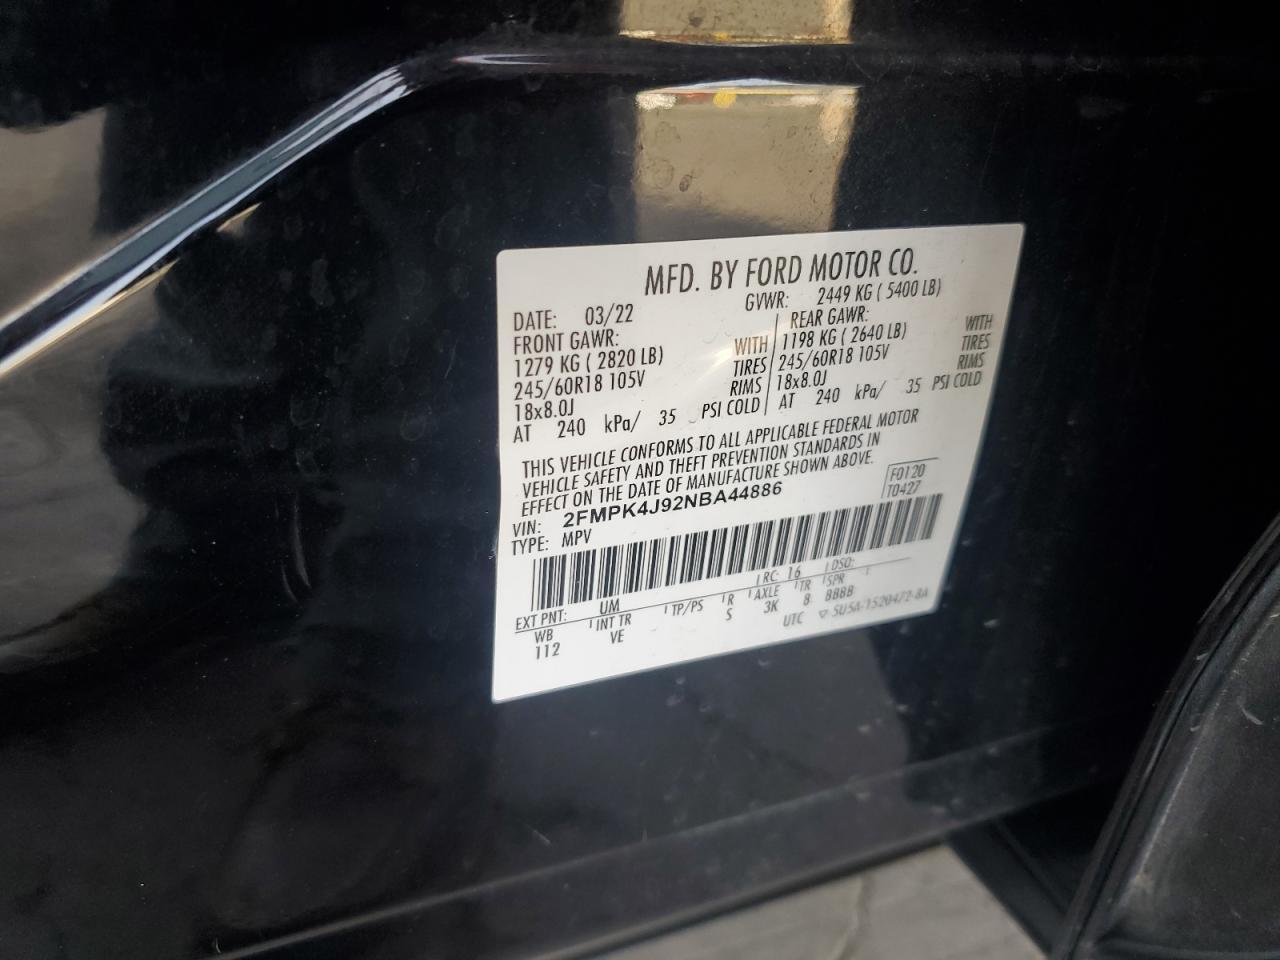 MFD. BY FORD MOTOR CO.
DATE: 03/22 GVWR: 2449 KG ( 5400 LB)
FRONT GAWR: REAR GAWR:
1279 KG ( 2820 LB) WITH 1198 KG ( 2640 LB) WITH
245/60R18 105V TIRES 245/60R18 105V TIRES
18x8.0J RIMS 18x8.0J RIMS
AT 240 kPa/ 35 PSI COLD AT 240 kPa/ 35 PSI COLD
THIS VEHICLE CONFORMS TO ALL APPLICABLE FEDERAL MOTOR
VEHICLE SAFETY AND THEFT PREVENTION STANDARDS IN
EFFECT ON THE DATE OF MANUFACTURE SHOWN ABOVE.
VIN: 2FMPK4J92NBA44886 F0120
TYPE: MPV T0427
EXT PNT: UM RC: 16 DSO:
WB INT TR TP/PS R AXLE TR SPR
112 VE S 3K 8 BBBB
UTC ▽ 5U5A-1520472-BA